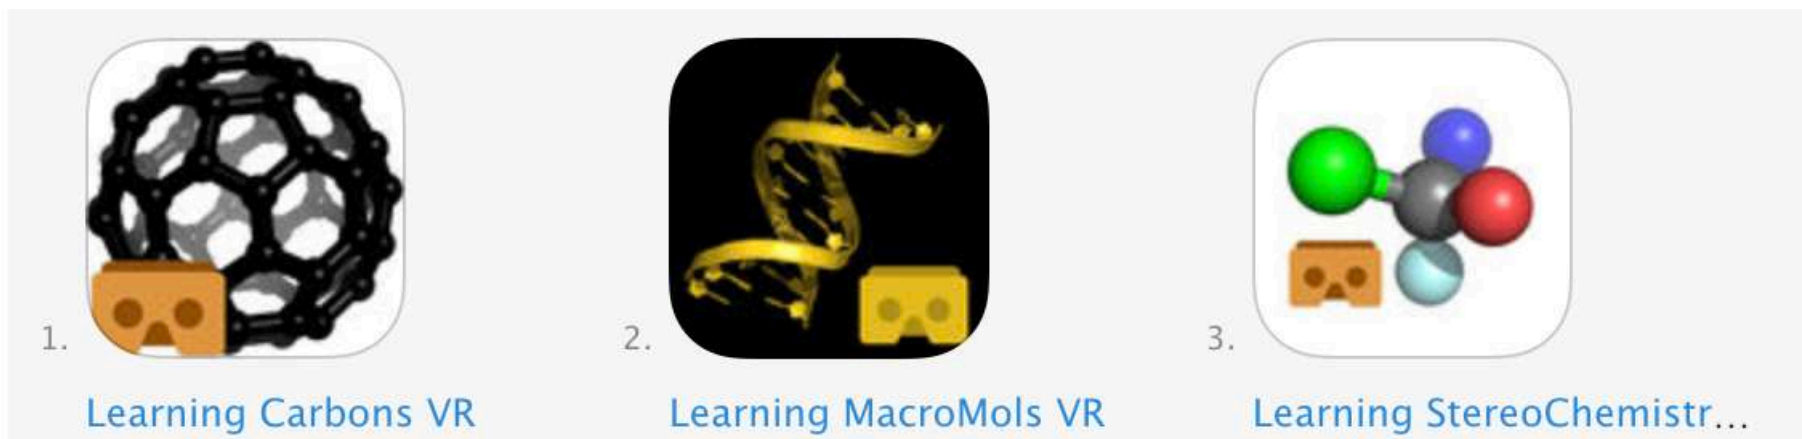 1.
Learning Carbons VR
2.
Learning MacroMols VR
3.
Learning StereoChemistr...